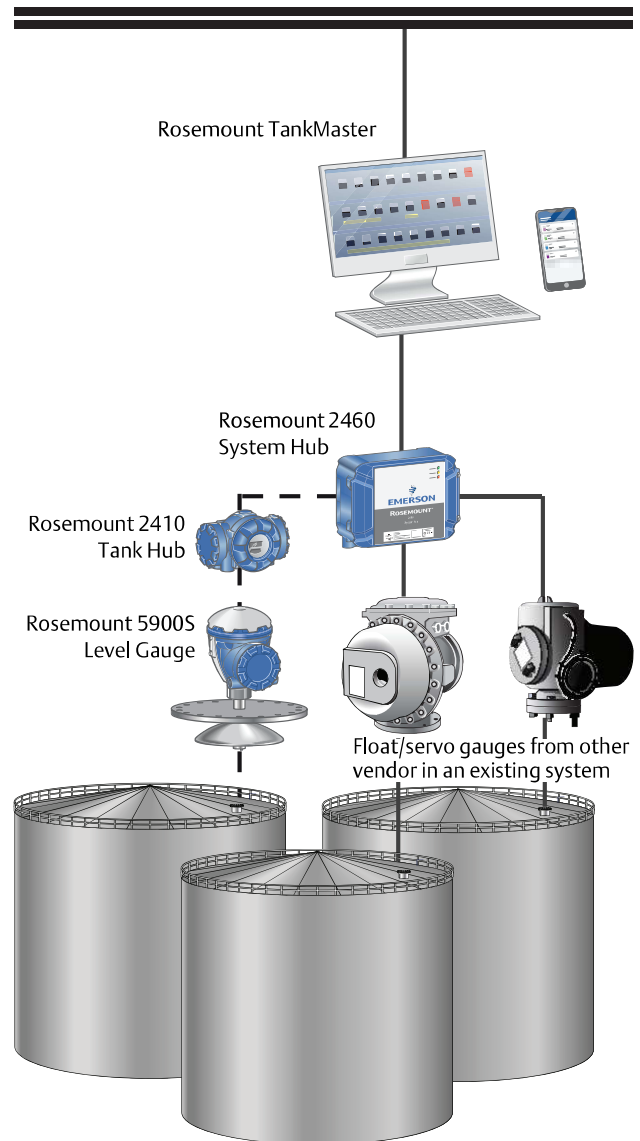 Rosemount TankMaster
Rosemount 2460
System Hub
EMERSON
ROSEMOUNT
Rosemount 2410
Tank Hub
Rosemount 5900S
Level Gauge
Float/servo gauges from other
vendor in an existing system